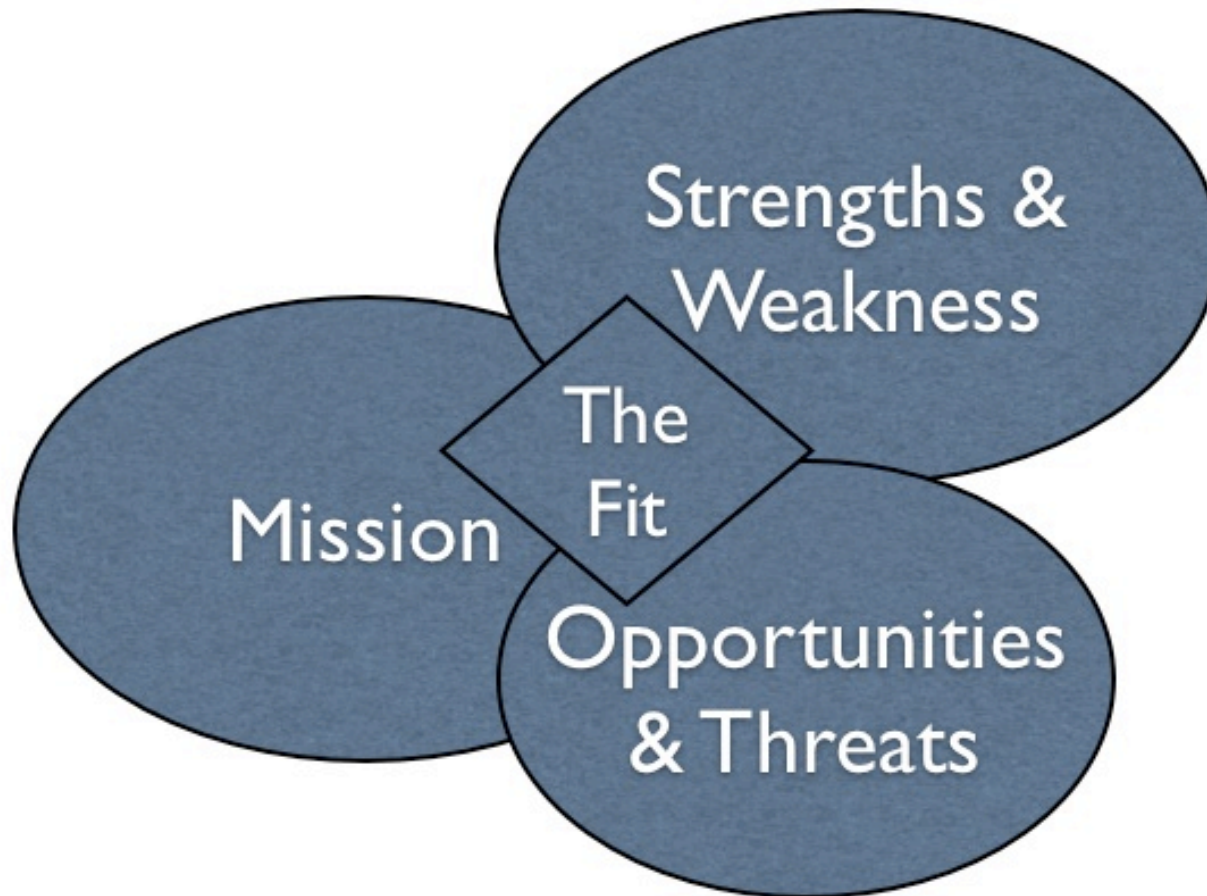 Strengths &
Weakness
The
Fit
Mission
Opportunities
& Threats